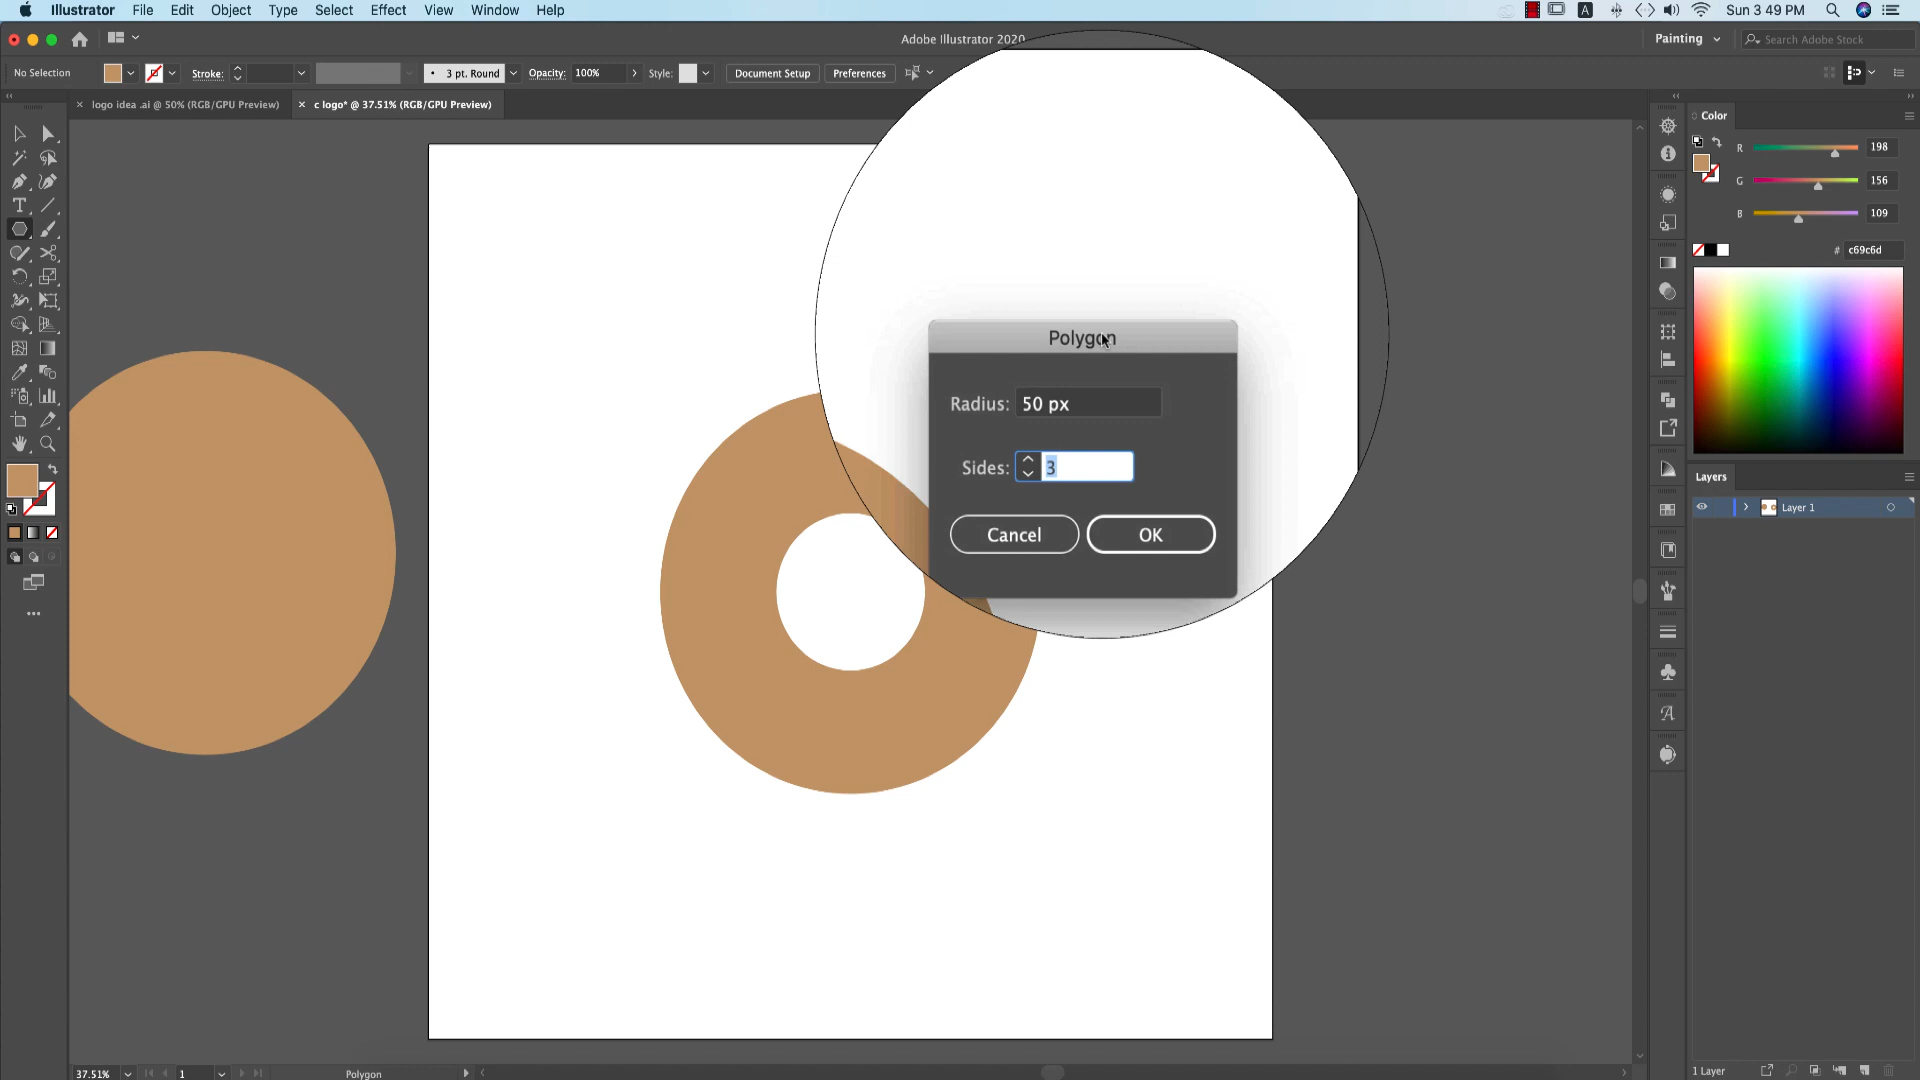 Illustrator File Edit Object Type Select Effect View Window Help
A
Sun 3 49 PM
Adobe Illustrator 2020
Painting
Search Adobe Stock
No Selection
Stroke:
3 pt. Round
Opacity: 100%
Style:
Document Setup
Preferences
logo idea .ai @ 50% (RGB/GPU Preview)
c logo* @ 37.51% (RGB/GPU Preview)
Color
R 198
G 156
B 109
# c69c6d
Polygon
Radius: 50 px
Sides: 3
Cancel
OK
Layers
Layer 1
37.51%
1
Polygon
1 Layer